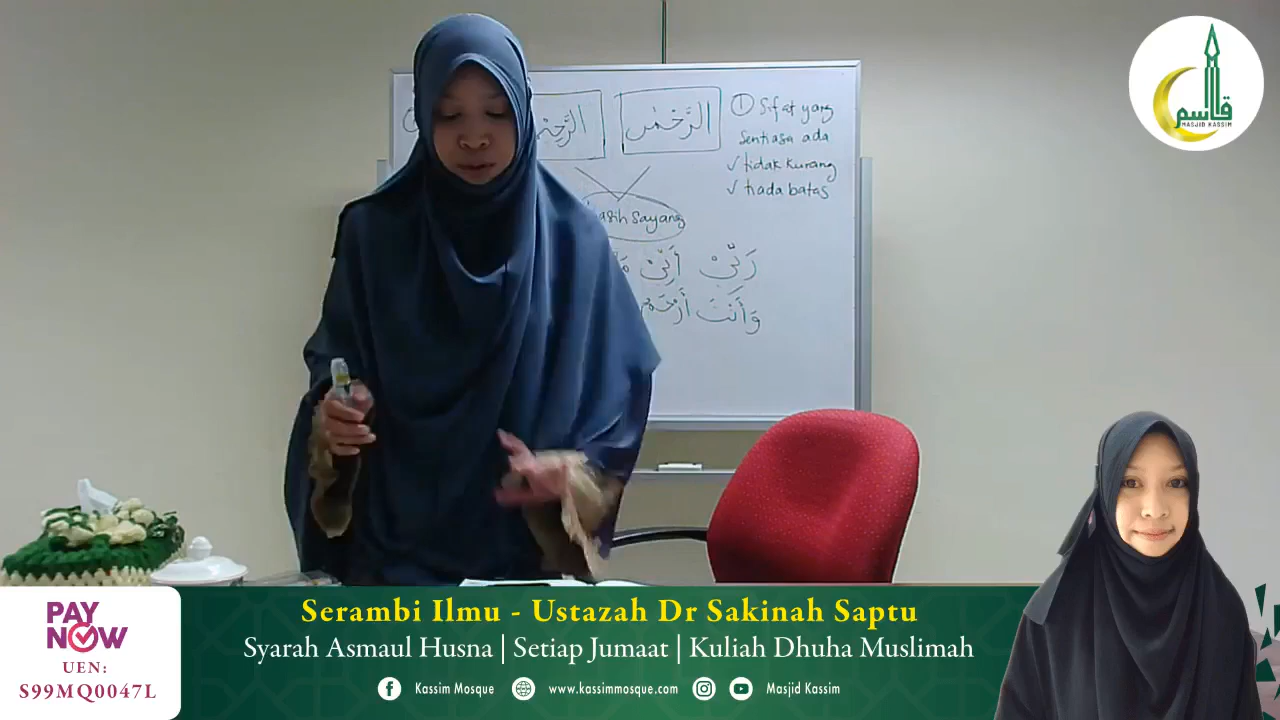 قاسم
MASJID KASSIM
الرَّحْمٰن
① Sifat yang
sentiasa ada
✓ tidak kurang
✓ tiada batas
Sayang
رَبِّيْ
وَأَنْتَ
PAY
NOW
UEN:
S99MQ0047L
Serambi Ilmu - Ustazah Dr Sakinah Saptu
Syarah Asmaul Husna | Setiap Jumaat | Kuliah Dhuha Muslimah
Kassim Mosque
www.kassimmosque.com
Masjid Kassim